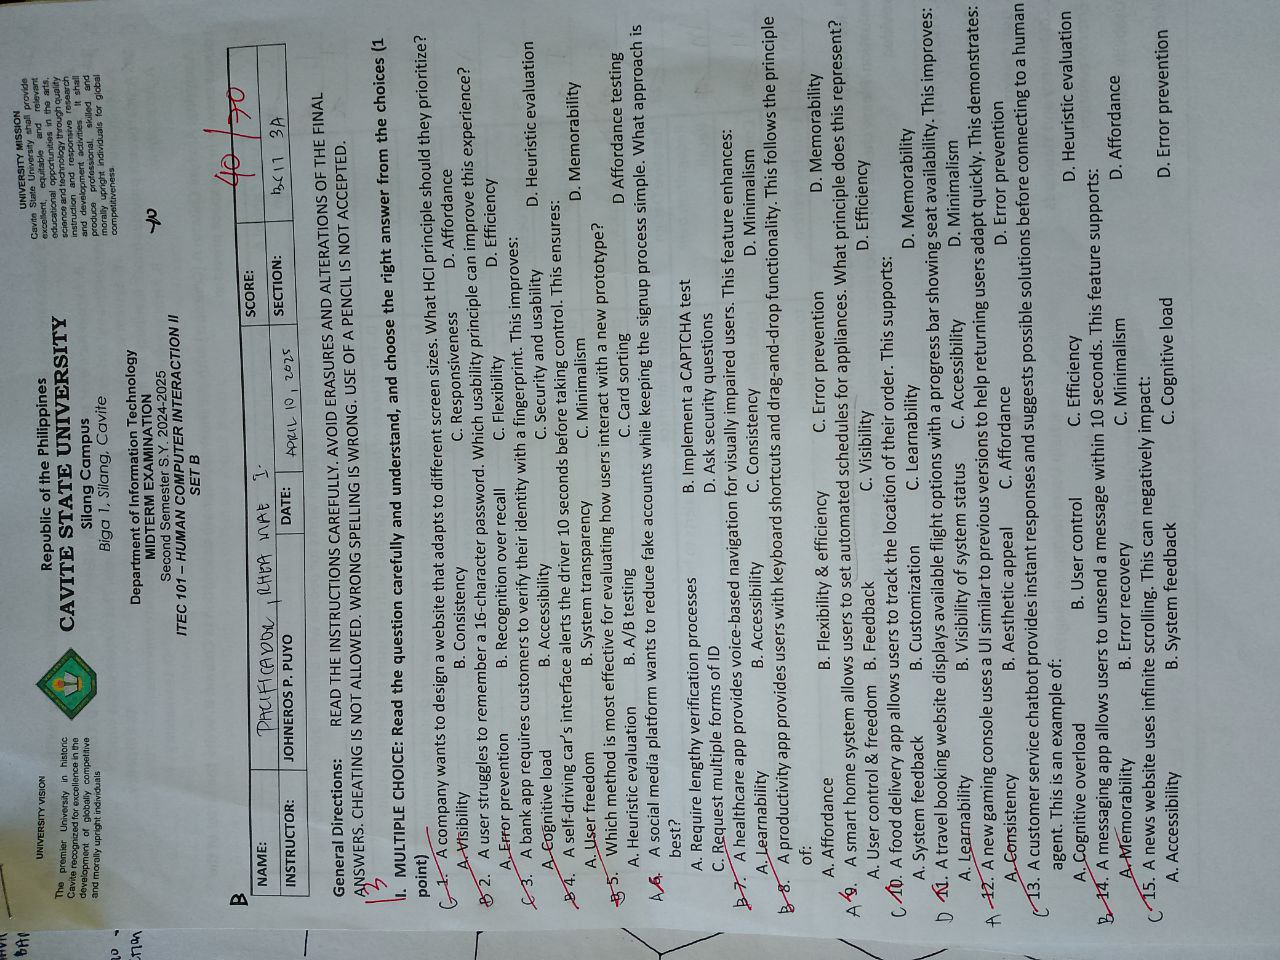 BAI
UNIVERSITY VISION
The premier University in historic
Cavite recognized for excellence in the
development of globally competitive
and morally upright individuals
Republic of the Philippines
CAVITE STATE UNIVERSITY
Silang Campus
Biga 1, Silang, Cavite
UNIVERSITY MISSION
Cavite State University shall provide
excellent, equitable and relevant
educational opportunities in the arts,
science and technology through quality
instruction and responsive research
and development activities. It shall
produce professional, skilled and
morally upright individuals for global
competitiveness.
Department of Information Technology
MIDTERM EXAMINATION
Second Semester S.Y. 2024-2025
ITEC 101 – HUMAN COMPUTER INTERACTION II
SET B
B
NAME: PACIFICADOR, RHEA MAE I. SCORE: 40/70
INSTRUCTOR: JOHNEROS P. PUYO DATE: APRIL 10, 2025 SECTION: BSIT 3A
General Directions: READ THE INSTRUCTIONS CAREFULLY. AVOID ERASURES AND ALTERATIONS OF THE FINAL
ANSWERS. CHEATING IS NOT ALLOWED. WRONG SPELLING IS WRONG. USE OF A PENCIL IS NOT ACCEPTED.
13
I. MULTIPLE CHOICE: Read the question carefully and understand, and choose the right answer from the choices (1
point)
C 1. A company wants to design a website that adapts to different screen sizes. What HCI principle should they prioritize?
A. Visibility B. Consistency C. Responsiveness D. Affordance
B 2. A user struggles to remember a 16-character password. Which usability principle can improve this experience?
A. Error prevention B. Recognition over recall C. Flexibility D. Efficiency
C 3. A bank app requires customers to verify their identity with a fingerprint. This improves:
A. Cognitive load B. Accessibility C. Security and usability D. Heuristic evaluation
B 4. A self-driving car's interface alerts the driver 10 seconds before taking control. This ensures:
A. User freedom B. System transparency C. Minimalism D. Memorability
B 5. Which method is most effective for evaluating how users interact with a new prototype?
A. Heuristic evaluation B. A/B testing C. Card sorting D Affordance testing
A 6. A social media platform wants to reduce fake accounts while keeping the signup process simple. What approach is
best?
A. Require lengthy verification processes B. Implement a CAPTCHA test
C. Request multiple forms of ID D. Ask security questions
B 7. A healthcare app provides voice-based navigation for visually impaired users. This feature enhances:
A. Learnability B. Accessibility C. Consistency D. Minimalism
B 8. A productivity app provides users with keyboard shortcuts and drag-and-drop functionality. This follows the principle
of:
A. Affordance B. Flexibility & efficiency C. Error prevention D. Memorability
A 9. A smart home system allows users to set automated schedules for appliances. What principle does this represent?
A. User control & freedom B. Feedback C. Visibility D. Efficiency
C 10. A food delivery app allows users to track the location of their order. This supports:
A. System feedback B. Customization C. Learnability D. Memorability
D 11. A travel booking website displays available flight options with a progress bar showing seat availability. This improves:
A. Learnability B. Visibility of system status C. Accessibility D. Minimalism
A 12. A new gaming console uses a UI similar to previous versions to help returning users adapt quickly. This demonstrates:
A. Consistency B. Aesthetic appeal C. Affordance D. Error prevention
C 13. A customer service chatbot provides instant responses and suggests possible solutions before connecting to a human
agent. This is an example of:
A. Cognitive overload B. User control C. Efficiency D. Heuristic evaluation
B 14. A messaging app allows users to unsend a message within 10 seconds. This feature supports:
A. Memorability B. Error recovery C. Minimalism D. Affordance
C 15. A news website uses infinite scrolling. This can negatively impact:
A. Accessibility B. System feedback C. Cognitive load D. Error prevention